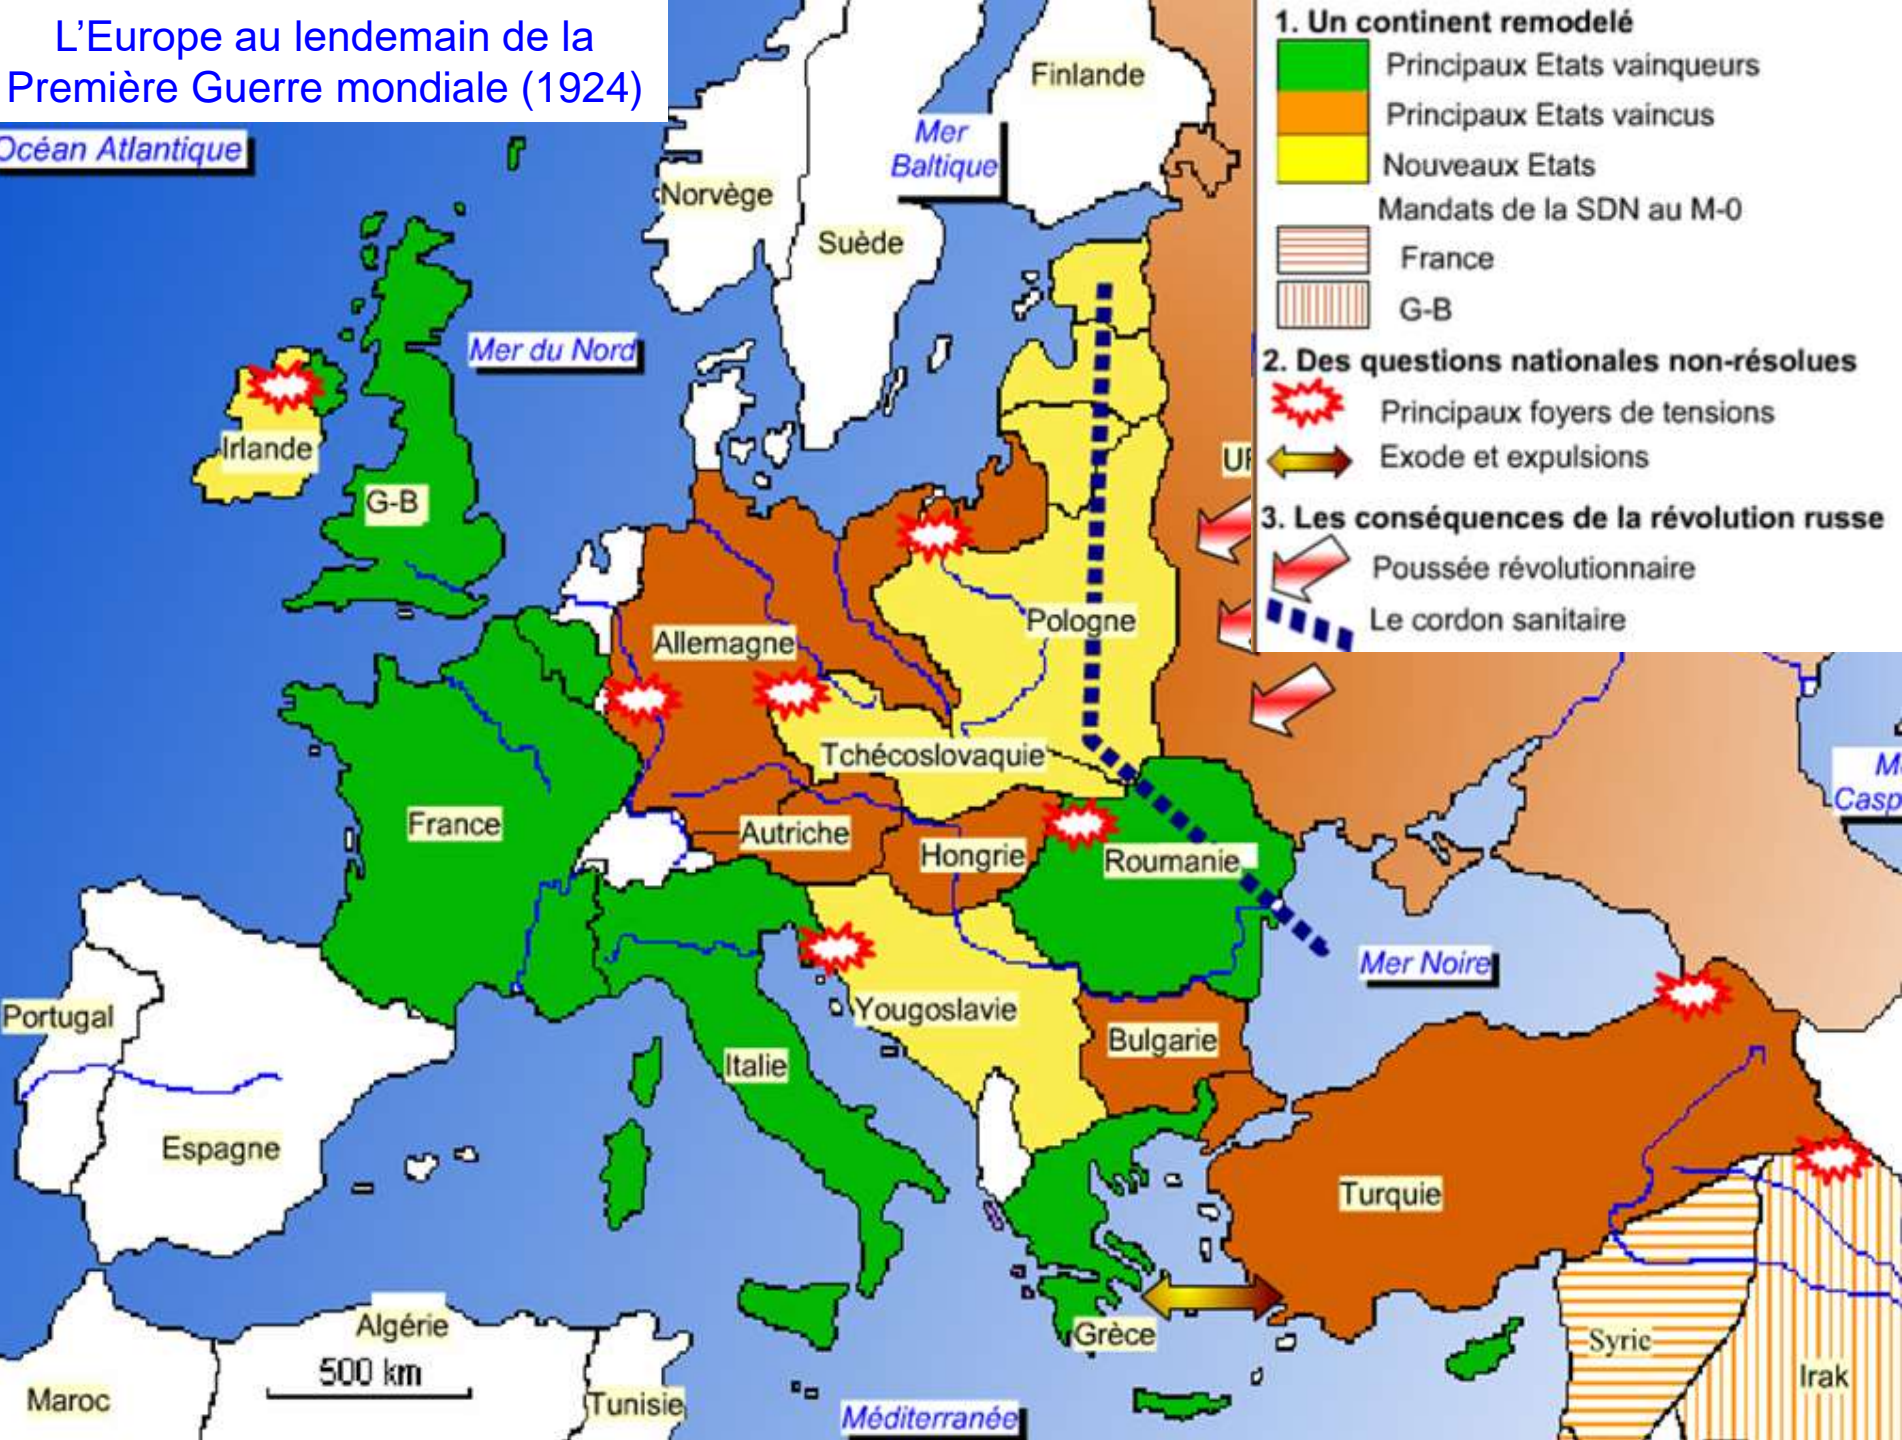 L'Europe au lendemain de la
Première Guerre mondiale (1924)
Océan Atlantique
Finlande
Mer
Baltique
Norvège
Suède
Mer du Nord
Irlande
G-B
Allemagne
Pologne
Tchécoslovaquie
France
Autriche
Hongrie
Roumanie
Mer Noire
Portugal
Yougoslavie
Bulgarie
Italie
Espagne
Turquie
Grèce
Algérie
500 km
Maroc
Tunisie
Méditerranée
Syrie
Irak
1. Un continent remodelé
Principaux Etats vainqueurs
Principaux Etats vaincus
Nouveaux Etats
Mandats de la SDN au M-0
France
G-B
2. Des questions nationales non-résolues
Principaux foyers de tensions
Exode et expulsions
3. Les conséquences de la révolution russe
Poussée révolutionnaire
Le cordon sanitaire